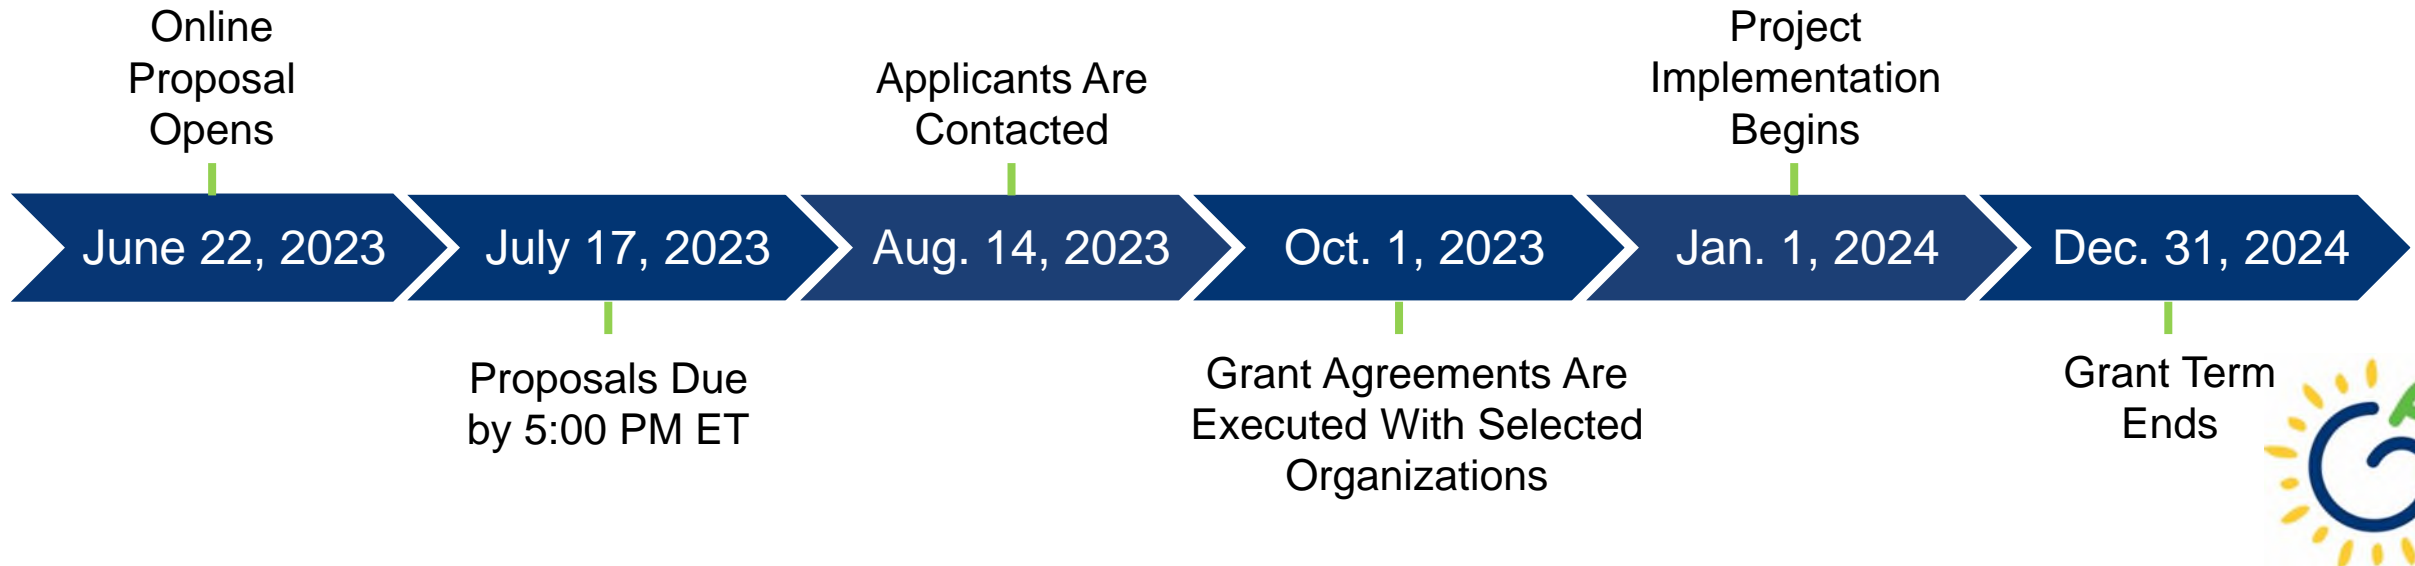 Online
Proposal
Opens
Applicants Are
Contacted
Project
Implementation
Begins
June 22, 2023
July 17, 2023
Aug. 14, 2023
Oct. 1, 2023
Jan. 1, 2024
Dec. 31, 2024
Proposals Due
by 5:00 PM ET
Grant Agreements Are
Executed With Selected
Organizations
Grant Term
Ends